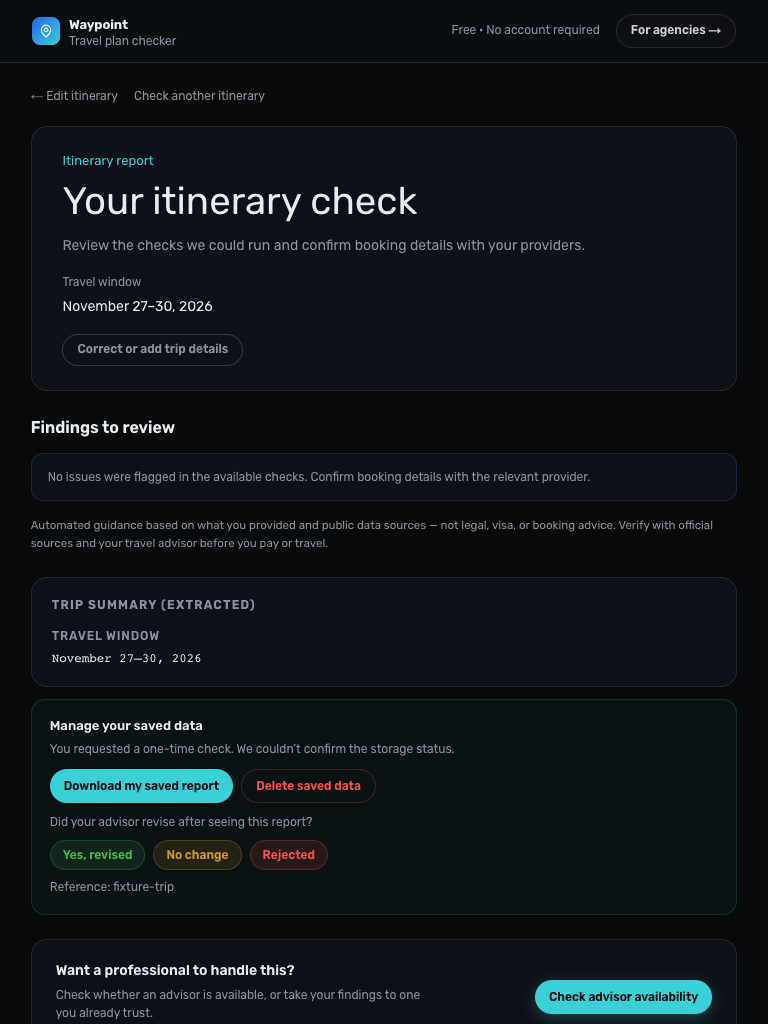 Waypoint
Travel plan checker
Free • No account required
For agencies →
← Edit itinerary
Check another itinerary
Itinerary report
Your itinerary check
Review the checks we could run and confirm booking details with your providers.
Travel window
November 27–30, 2026
Correct or add trip details
Findings to review
No issues were flagged in the available checks. Confirm booking details with the relevant provider.
Automated guidance based on what you provided and public data sources — not legal, visa, or booking advice. Verify with official
sources and your travel advisor before you pay or travel.
TRIP SUMMARY (EXTRACTED)
TRAVEL WINDOW
November 27–30, 2026
Manage your saved data
You requested a one-time check. We couldn't confirm the storage status.
Download my saved report
Delete saved data
Did your advisor revise after seeing this report?
Yes, revised
No change
Rejected
Reference: fixture-trip
Want a professional to handle this?
Check whether an advisor is available, or take your findings to one
you already trust.
Check advisor availability